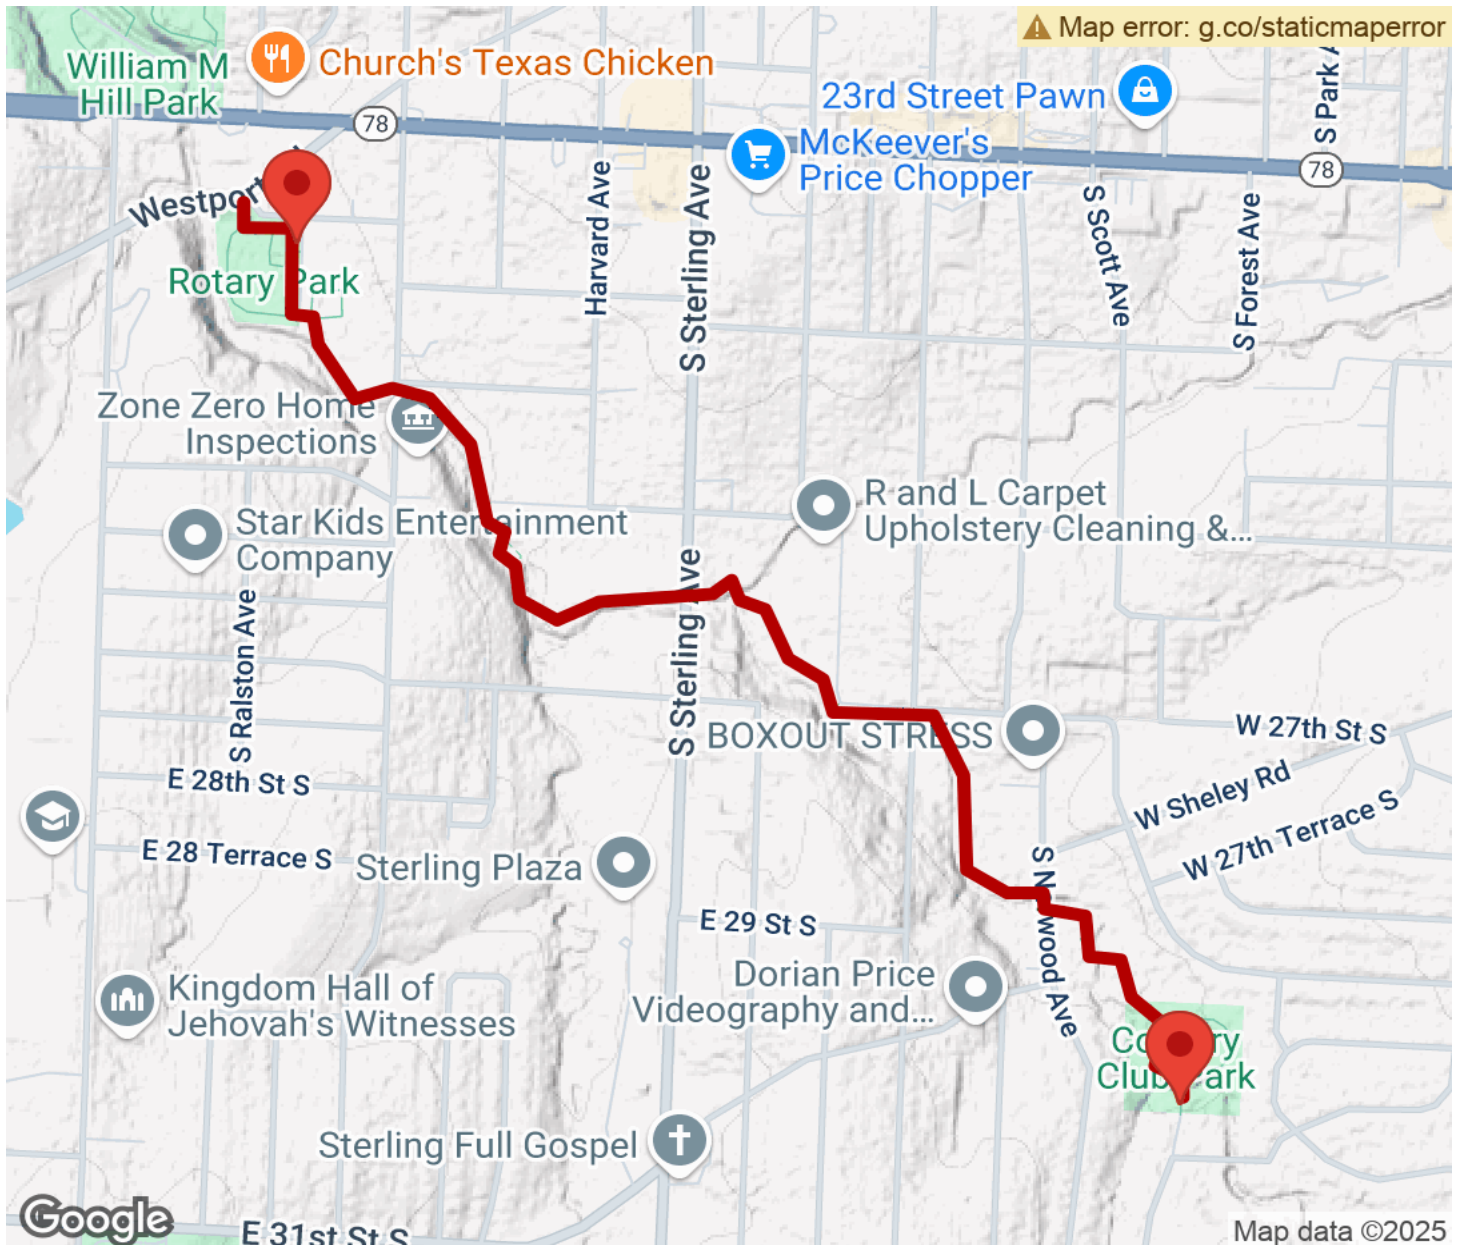 Map error: g.co/staticmaperror
William M
Hill Park
Church's Texas Chicken
78
23rd Street Pawn
McKeever's
Price Chopper
S Park A
78
Westport
Rotary Park
Harvard Ave
S Sterling Ave
S Scott Ave
S Forest Ave
Zone Zero Home
Inspections
Star Kids Entertainment
Company
R and L Carpet
Upholstery Cleaning &...
S Ralston Ave
S Sterling Ave
BOXOUT STRESS
W 27th St S
E 28th St S
W Sheley Rd
W 27th Terrace S
E 28 Terrace S
Sterling Plaza
S N wood Ave
E 29 St S
Kingdom Hall of
Jehovah's Witnesses
Dorian Price
Videography and...
Country
Club Park
Sterling Full Gospel
Google
E 31st St S
Map data ©2025